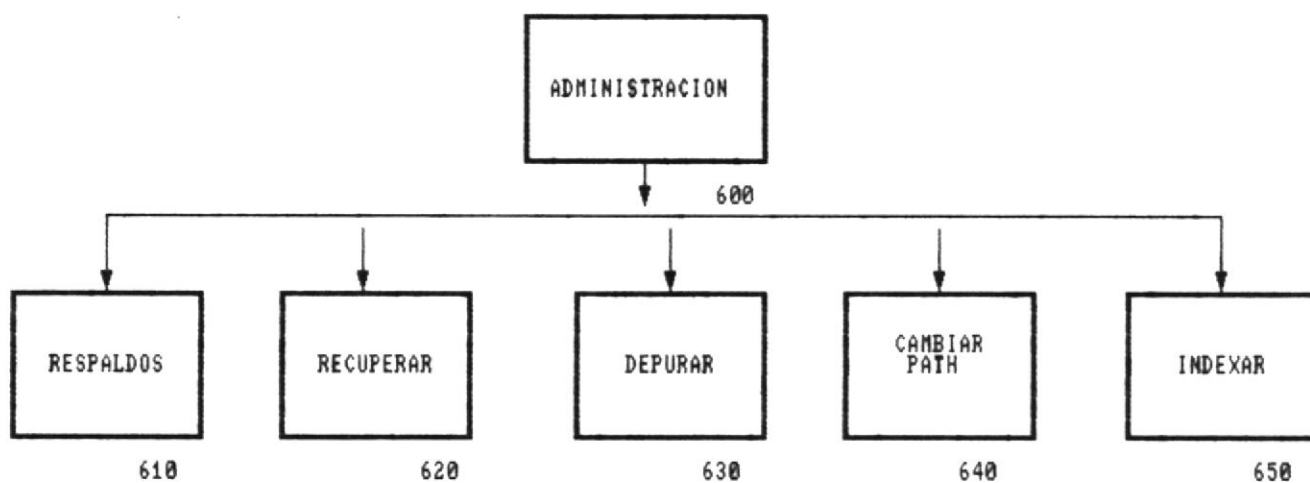 ADMINISTRACION
600
RESPALDOS
RECUPERAR
DEPURAR
CAMBIAR
PATH
INDEXAR
610
620
630
640
650